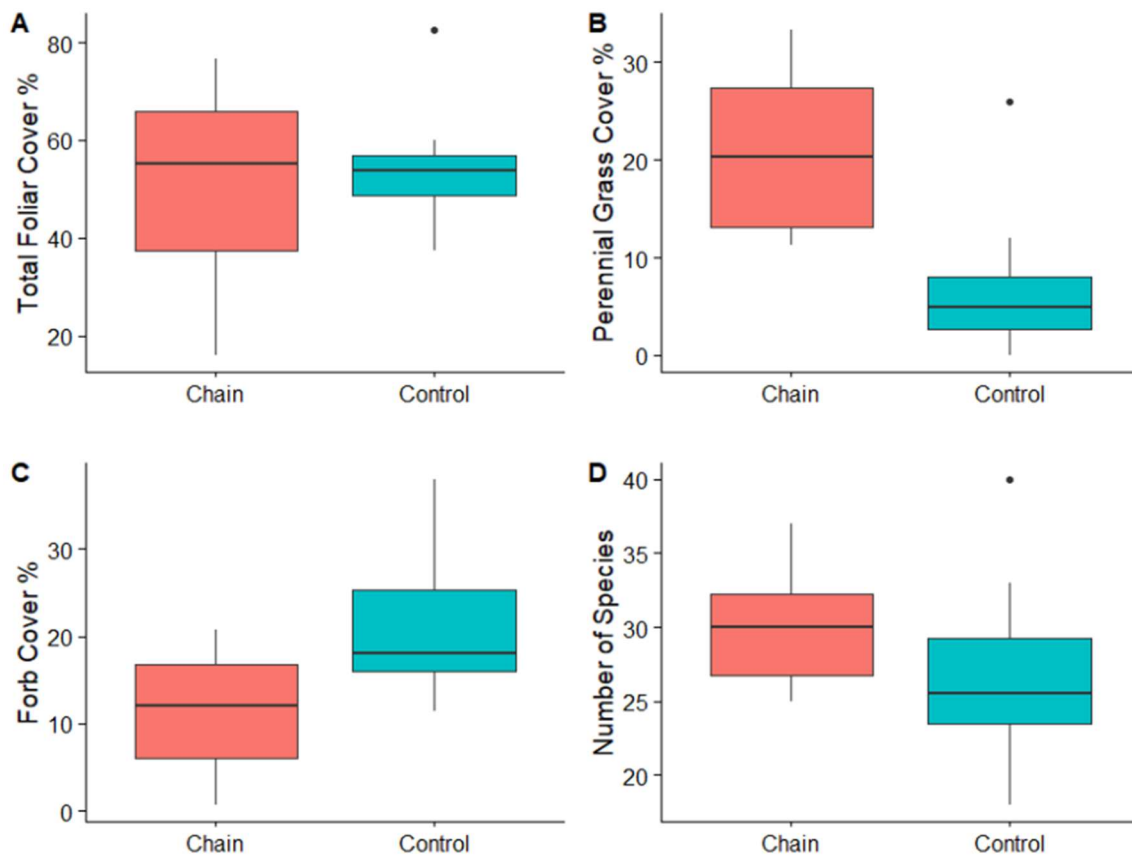 A
Total Foliar Cover %
80
60
40
20
Chain
Control
B
Perennial Grass Cover %
30
20
10
0
Chain
Control
C
Forb Cover %
30
20
10
0
Chain
Control
D
Number of Species
40
35
30
25
20
Chain
Control